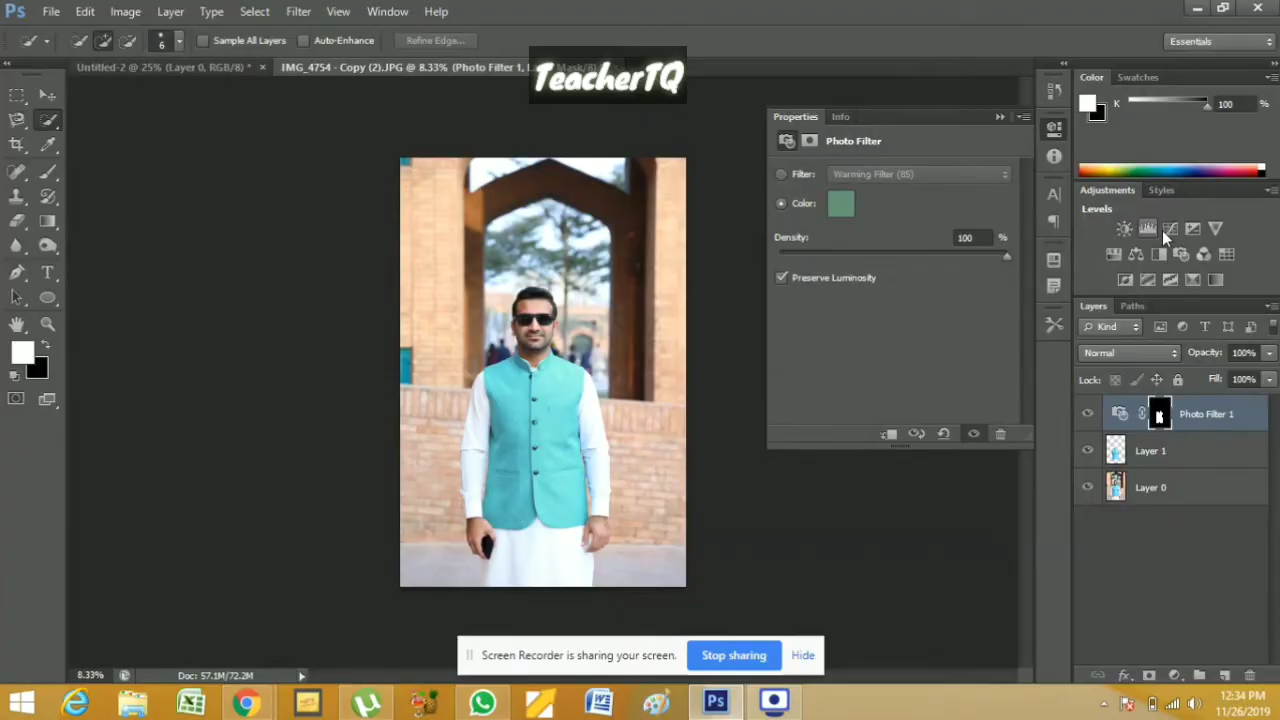 Ps File Edit Image Layer Type Select Filter 3D View Window Help
6 Sample All Layers Auto-Enhance Refine Edge... Essentials
Untitled-2 @ 25% (Layer 0, RGB/8) * × IMG_4754 - Copy (2).JPG @ 8.33% (Photo Filter 1,
TeacherTQ
Color Swatches
K 100 %
Properties Info
Photo Filter
Filter: Warming Filter (85)
Color:
Density: 100 %
Preserve Luminosity
Adjustments Styles
Levels
Layers Paths
Kind
Normal Opacity: 100%
Lock: Fill: 100%
Photo Filter 1
Layer 1
Layer 0
Screen Recorder is sharing your screen. Stop sharing Hide
8.33% Doc: 57.1M/72.2M
12:34 PM
11/26/2019